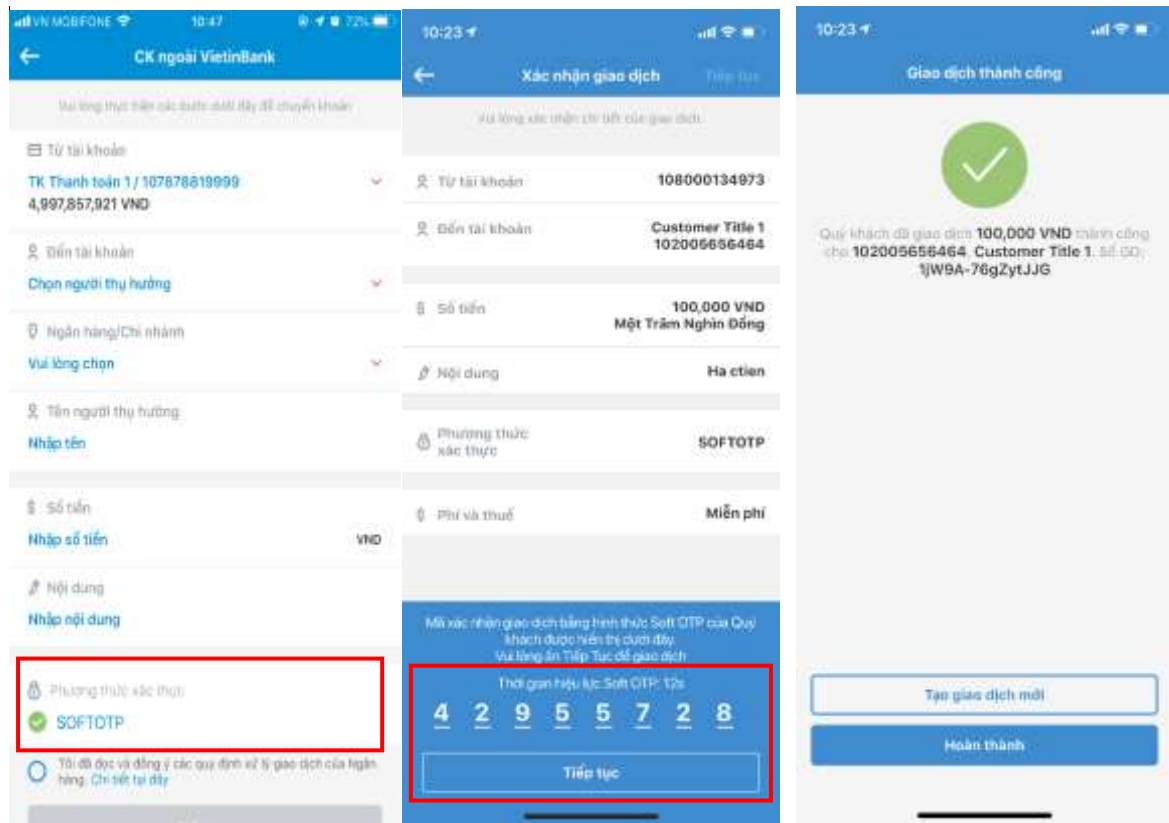 VN MOBIFONE 10:47 72%
CK ngoài VietinBank
Vui lòng thực hiện các bước dưới đây để chuyển khoản
Từ tài khoản
TK Thanh toán 1 / 107878819999
4,997,857,921 VND
Đến tài khoản
Chọn người thụ hưởng
Ngân hàng/Chi nhánh
Vui lòng chọn
Tên người thụ hưởng
Nhập tên
Số tiền
Nhập số tiền VND
Nội dung
Nhập nội dung
Phương thức xác thực
SOFTOTP
Tôi đã đọc và đồng ý các quy định xử lý giao dịch của Ngân
hàng. Chi tiết tại đây
10:23
Xác nhận giao dịch Tiếp tục
Vui lòng xác nhận chi tiết của giao dịch.
Từ tài khoản 108000134973
Đến tài khoản Customer Title 1
102005656464
Số tiền 100,000 VND
Một Trăm Nghìn Đồng
Nội dung Ha ctien
Phương thức
xác thực SOFTOTP
Phí và thuế Miễn phí
Mã xác nhận giao dịch bằng hình thức Soft OTP của Quý
khách được hiển thị dưới đây.
Vui lòng ấn Tiếp Tục để giao dịch
Thời gian hiệu lực Soft OTP: 12s
4 2 9 5 5 7 2 8
Tiếp tục
10:23
Giao dịch thành công
Quý khách đã giao dịch 100,000 VND thành công
cho 102005656464, Customer Title 1. Số GD:
1jW9A-76gZytJJG
Tạo giao dịch mới
Hoàn thành